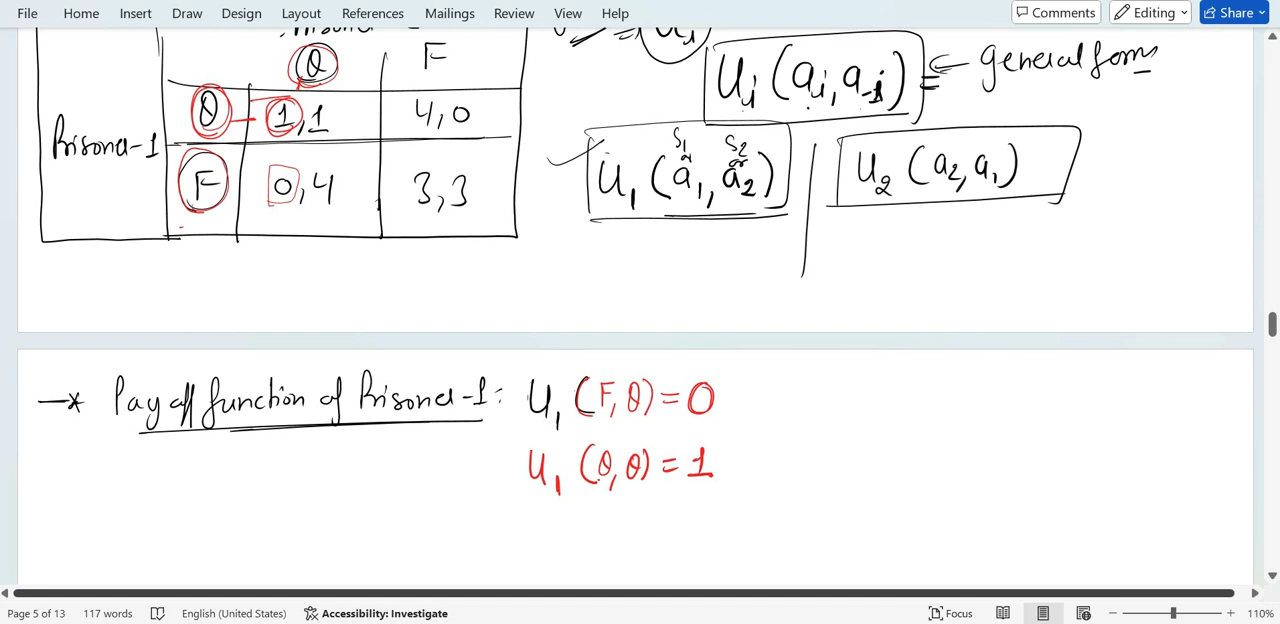 File Home Insert Draw Design Layout References Mailings Review View Help Comments Editing Share
θ F
θ 1,1 4,0
Prisoner-1
F 0,4 3,3
Ui (ai, a-i) = ← general form
S1 S2
U1 (a1, a2) U2 (a2, a1)
→* Pay off function of Prisoner-1: U1 (F, θ) = 0
U1 (θ, θ) = 1
Page 5 of 13 117 words English (United States) Accessibility: Investigate Focus 110%